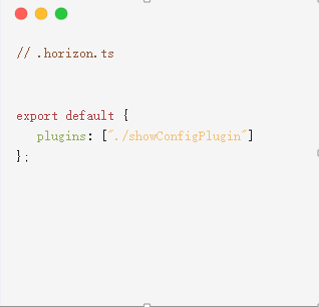 // .horizon.ts
export default {
plugins: ["./showConfigPlugin"]
};